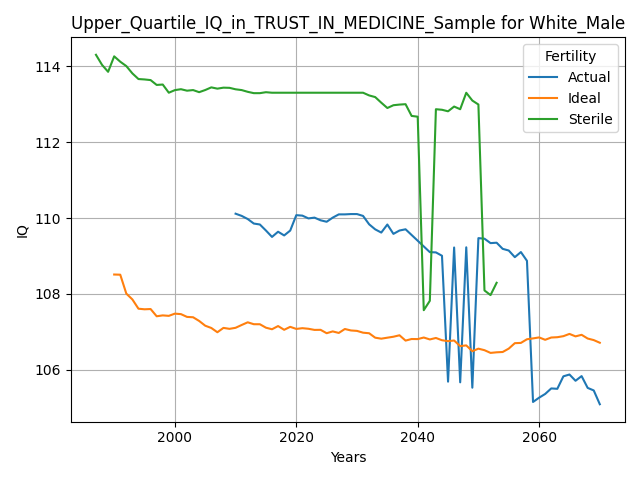 Upper_Quartile_IQ_in_TRUST_IN_MEDICINE_Sample for White_Male
Fertility
Actual
Ideal
Sterile
114
112
110
108
106
IQ
2000
2020
2040
2060
Years